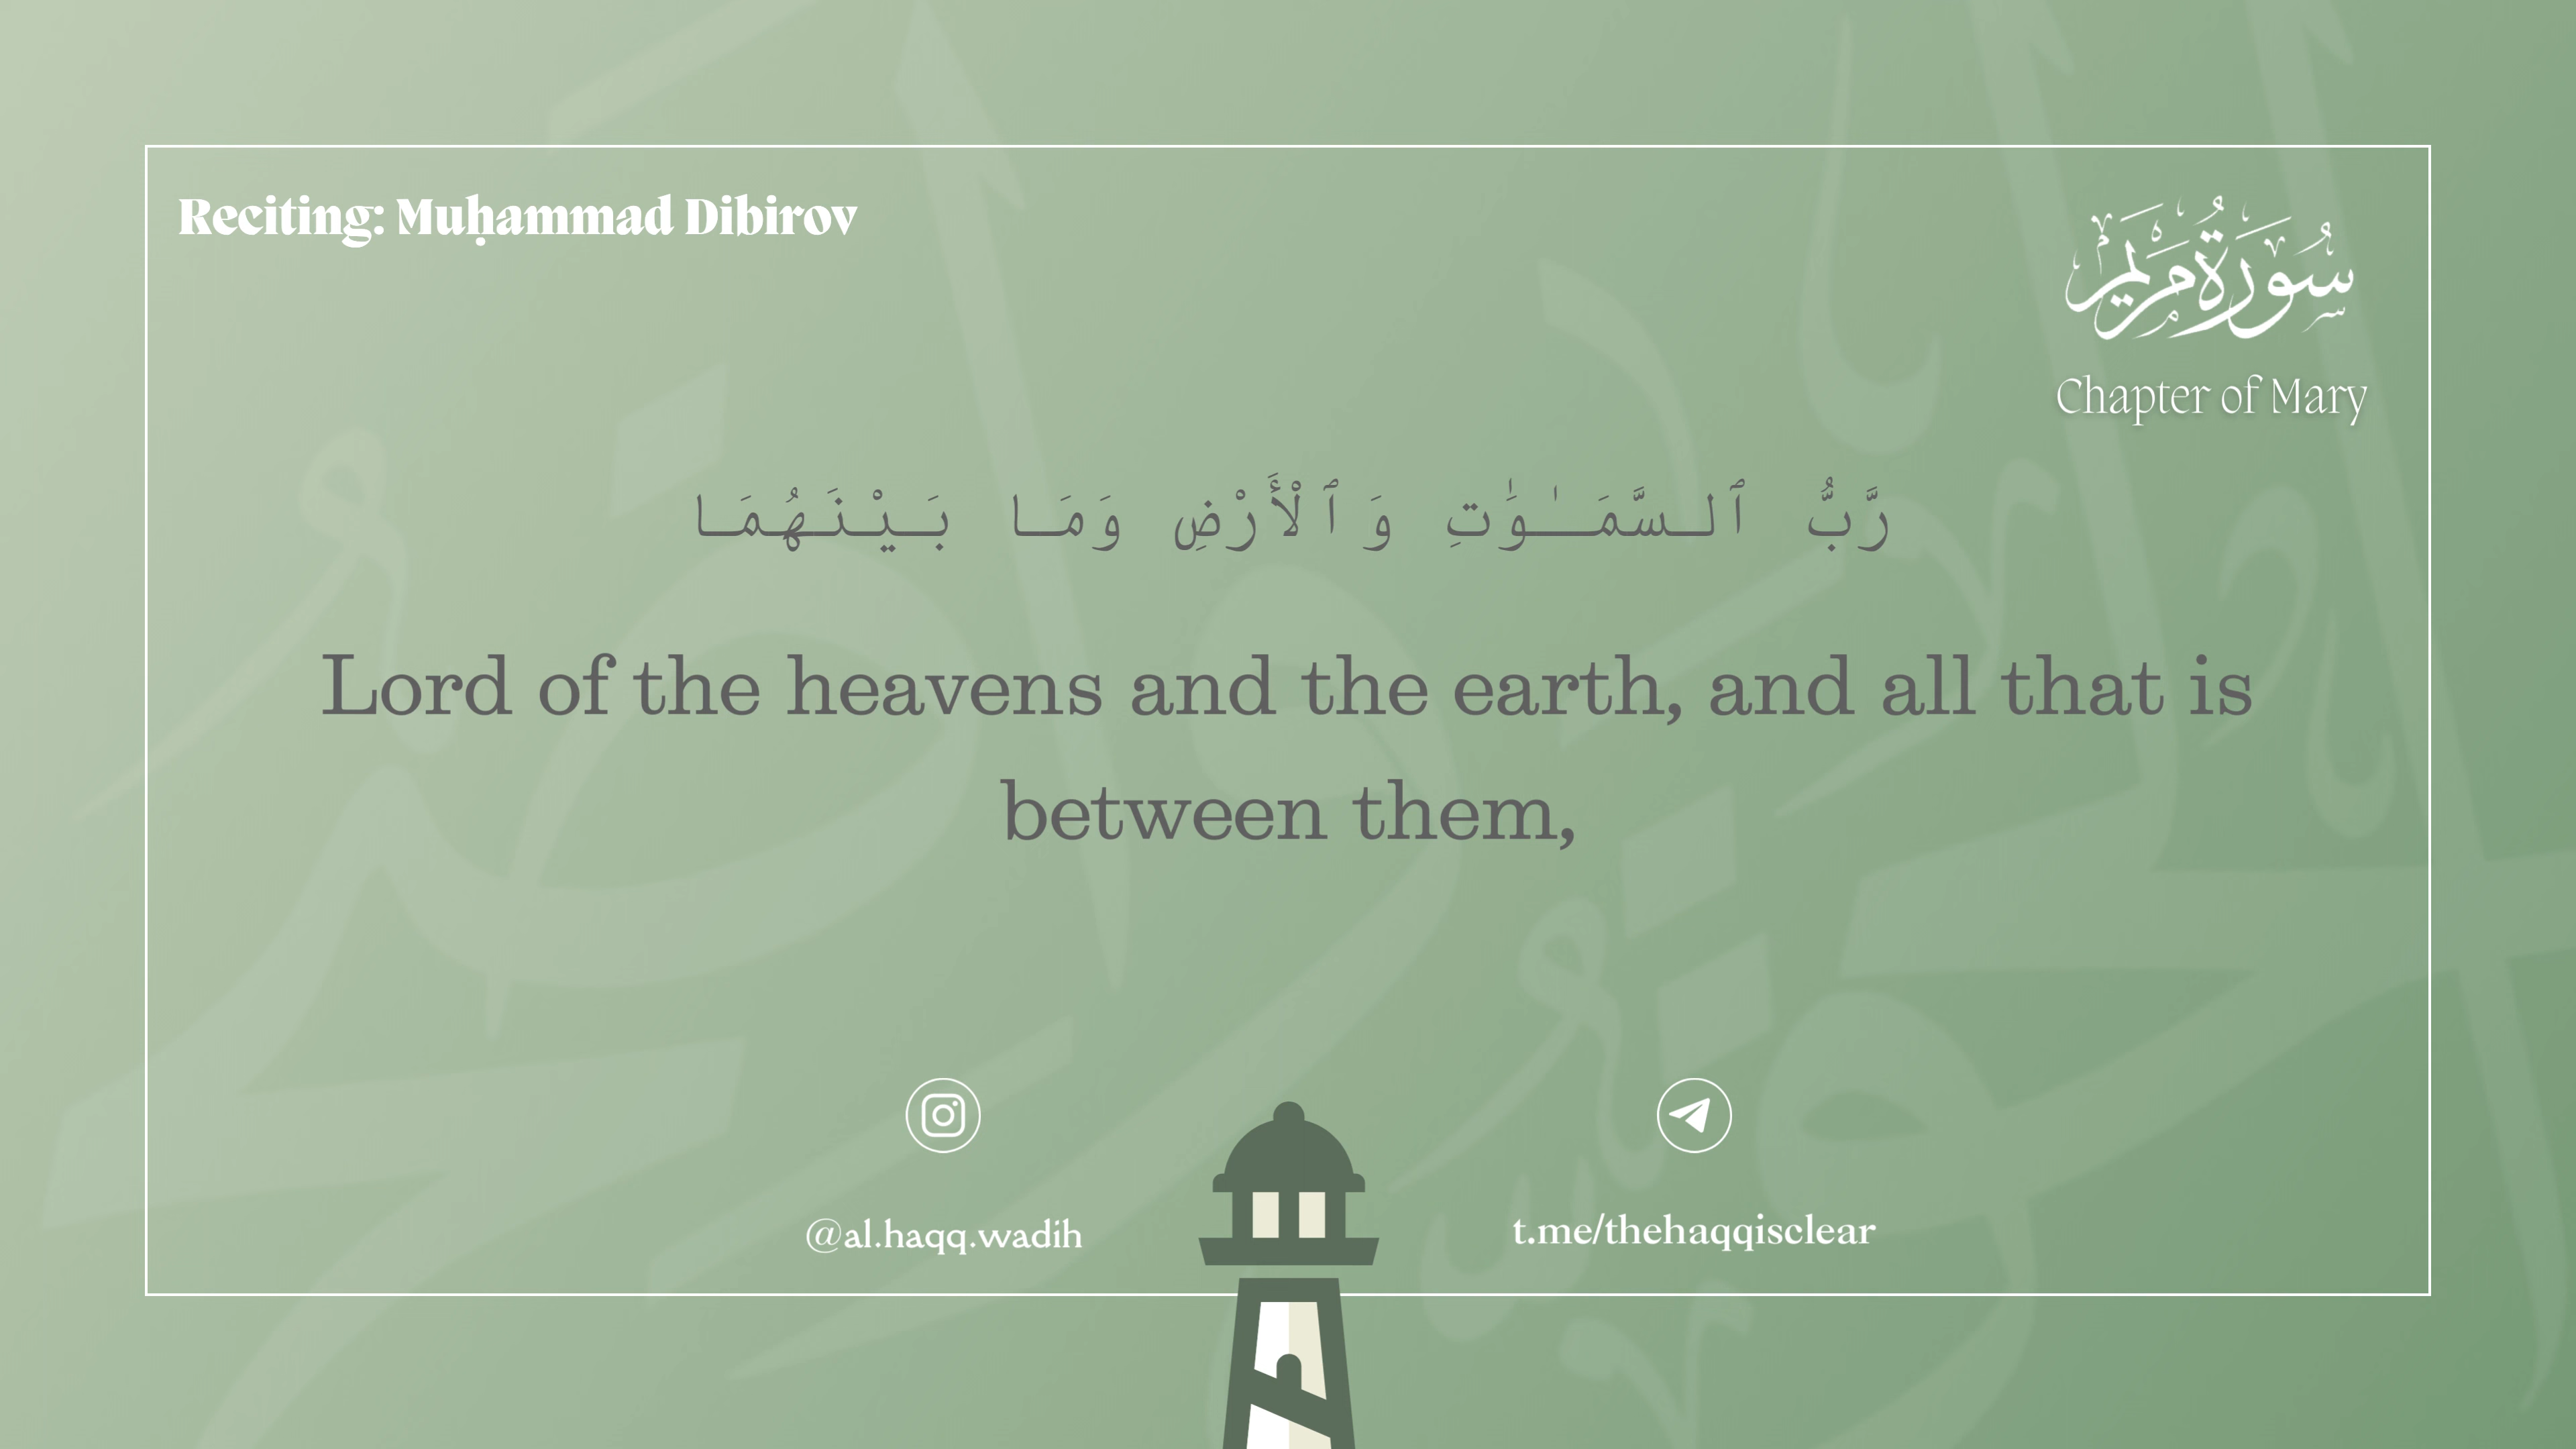 Reciting: Muḥammad Dibirov
سُورَةُ مَرْيَم
Chapter of Mary
رَّبُّ ٱلسَّمَـٰوَٰتِ وَٱلْأَرْضِ وَمَا بَيْنَهُمَا
Lord of the heavens and the earth, and all that is
between them,
@al.haqq.wadih
t.me/thehaqqisclear